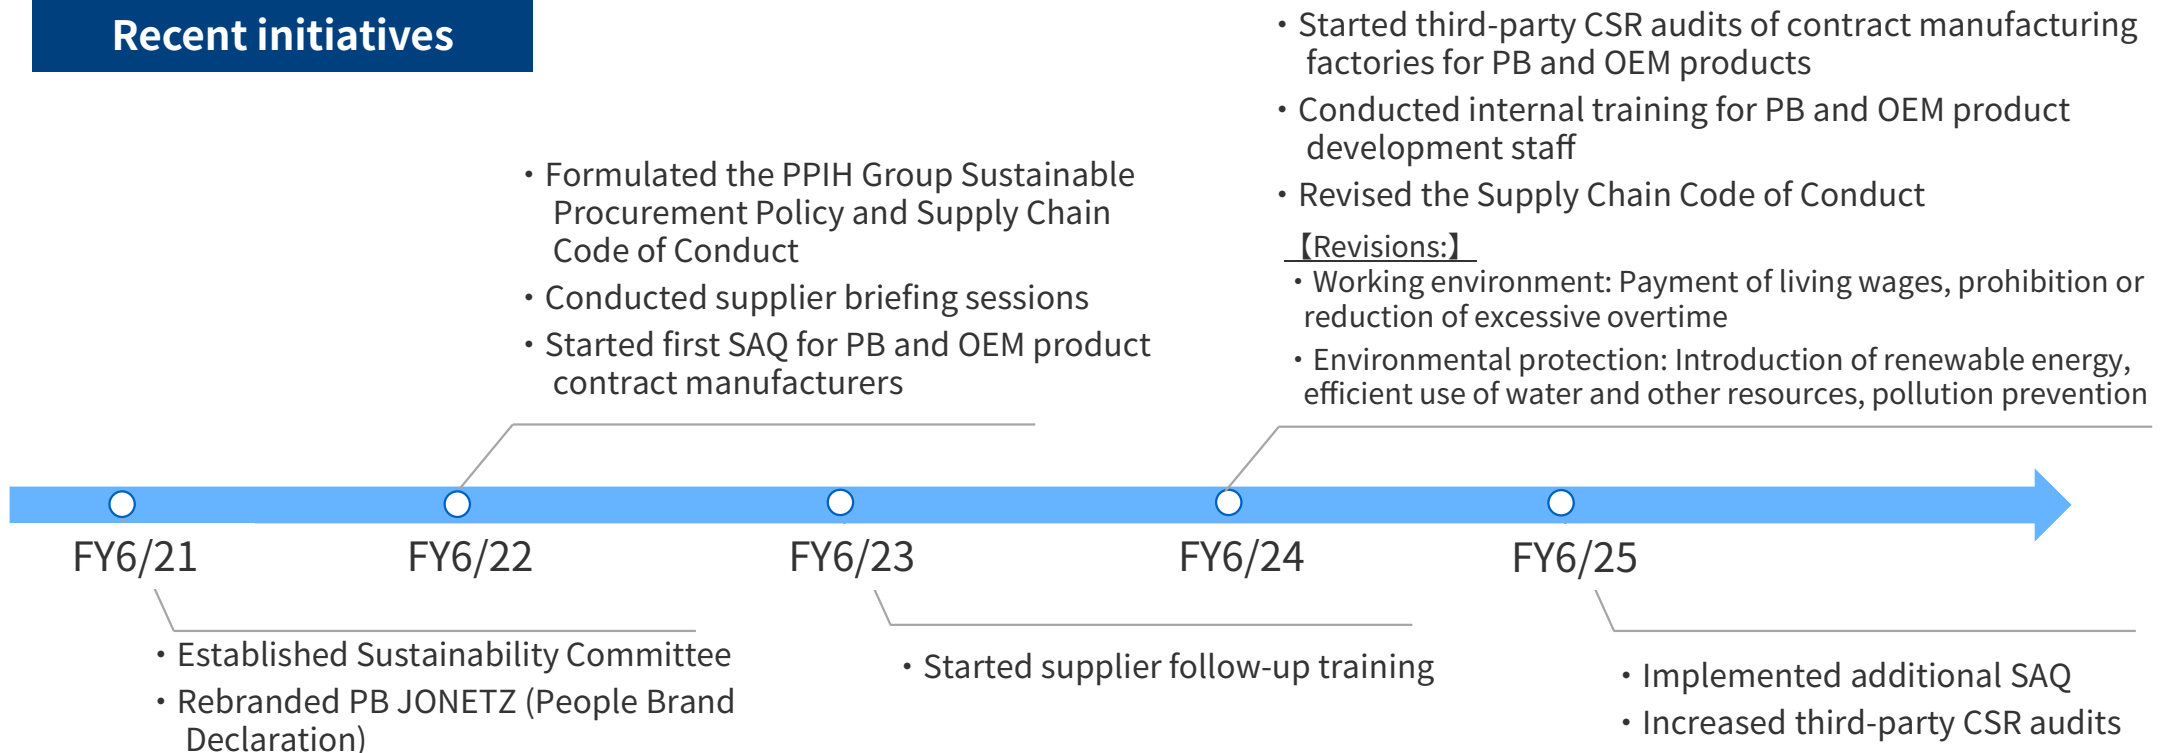 Recent initiatives
・Started third-party CSR audits of contract manufacturing
factories for PB and OEM products
・Conducted internal training for PB and OEM product
development staff
・Revised the Supply Chain Code of Conduct
【Revisions:】
・Working environment: Payment of living wages, prohibition or
reduction of excessive overtime
・Environmental protection: Introduction of renewable energy,
efficient use of water and other resources, pollution prevention
・Formulated the PPIH Group Sustainable
Procurement Policy and Supply Chain
Code of Conduct
・Conducted supplier briefing sessions
・Started first SAQ for PB and OEM product
contract manufacturers
FY6/21
FY6/22
FY6/23
FY6/24
FY6/25
・Established Sustainability Committee
・Rebranded PB JONETZ (People Brand
Declaration)
・Started supplier follow-up training
・Implemented additional SAQ
・Increased third-party CSR audits